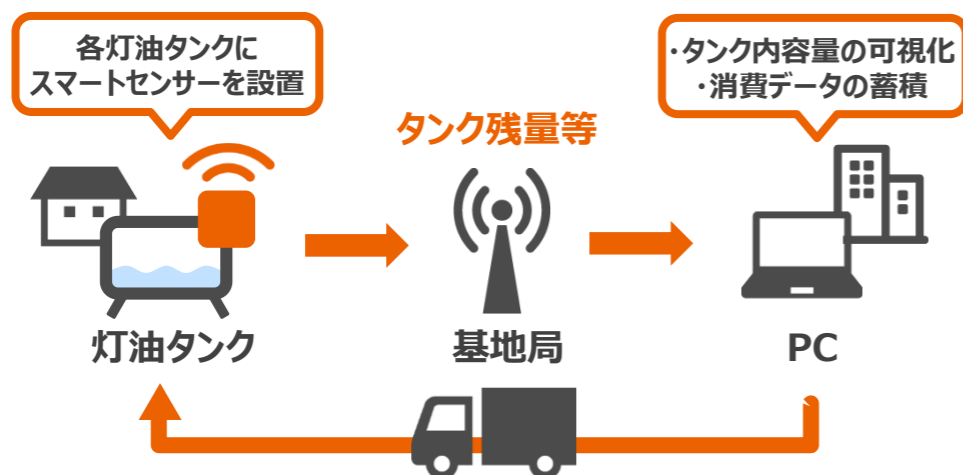 各灯油タンクに
スマートセンサーを設置
・タンク内容量の可視化
・消費データの蓄積
タンク残量等
灯油タンク
基地局
PC